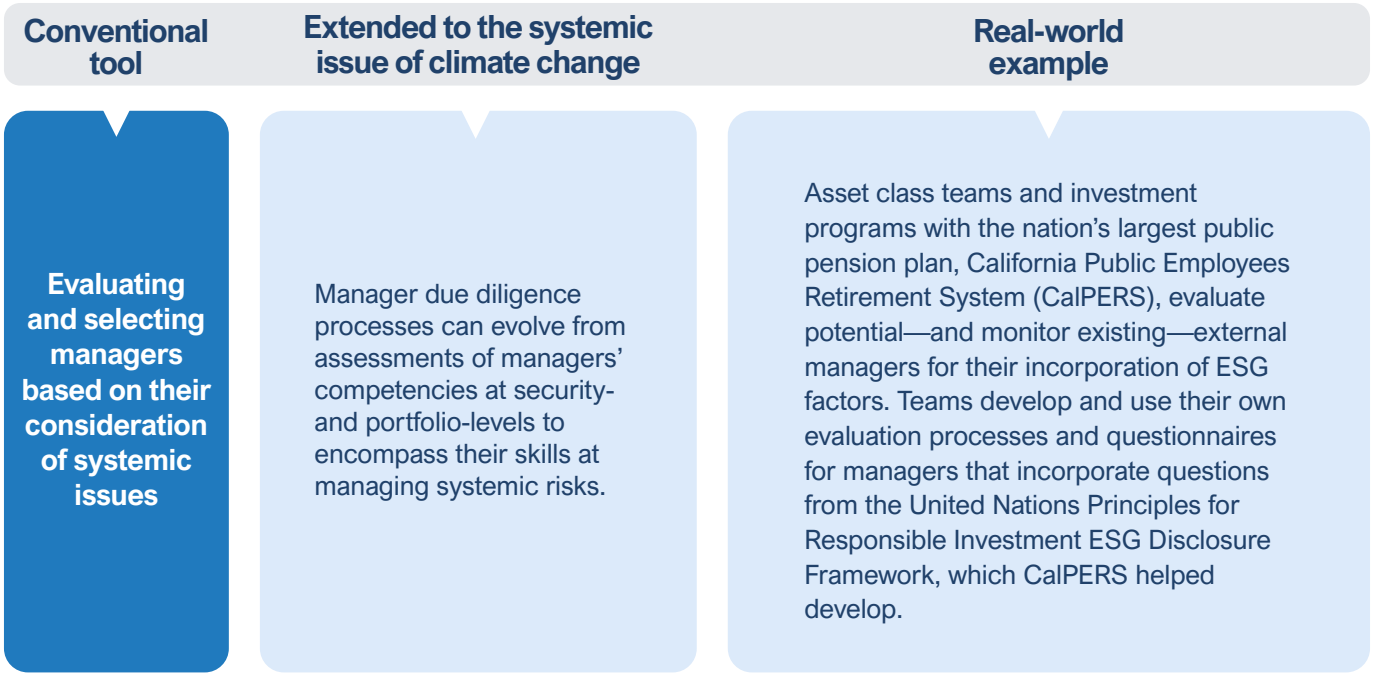 Conventional
tool
Extended to the systemic
issue of climate change
Real-world
example
Evaluating
and selecting
managers
based on their
consideration
of systemic
issues
Manager due diligence
processes can evolve from
assessments of managers’
competencies at security-
and portfolio-levels to
encompass their skills at
managing systemic risks.
Asset class teams and investment
programs with the nation’s largest public
pension plan, California Public Employees
Retirement System (CalPERS), evaluate
potential—and monitor existing—external
managers for their incorporation of ESG
factors. Teams develop and use their own
evaluation processes and questionnaires
for managers that incorporate questions
from the United Nations Principles for
Responsible Investment ESG Disclosure
Framework, which CalPERS helped
develop.